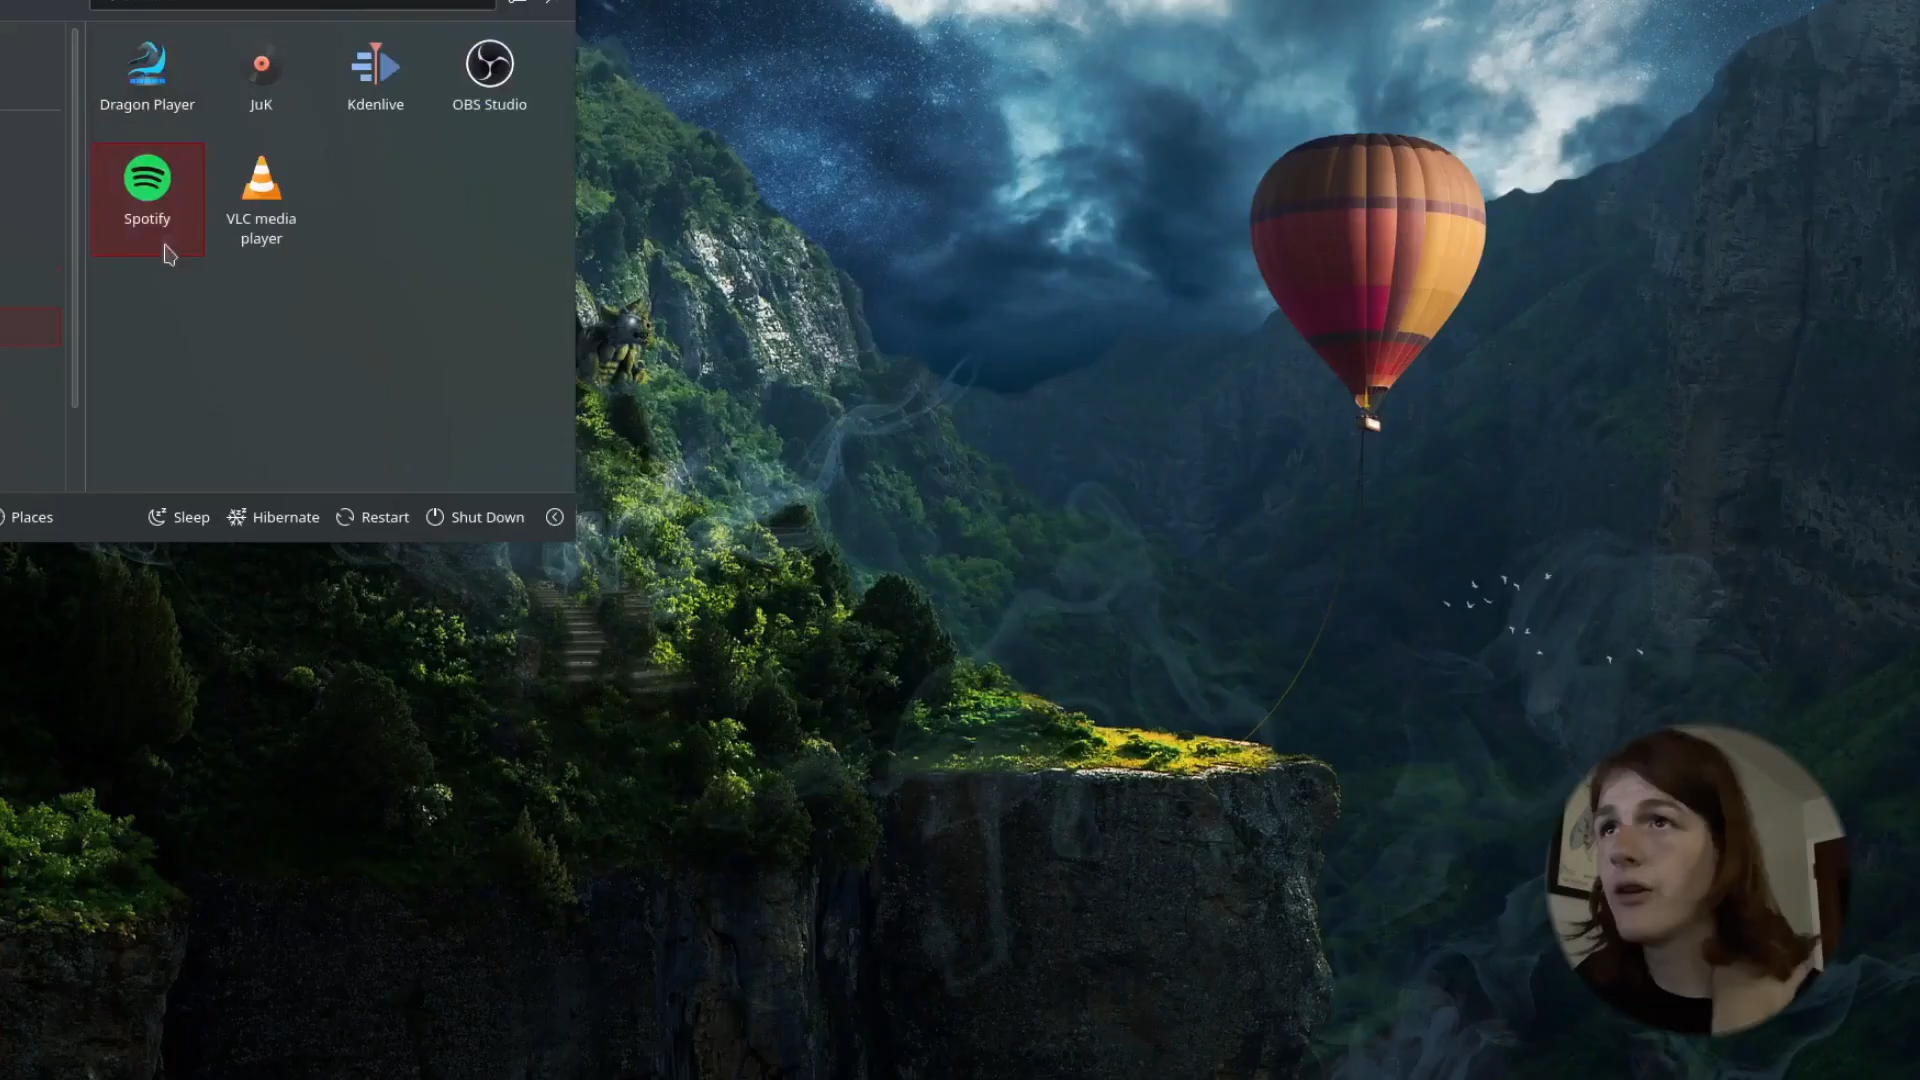 Dragon Player
JuK
Kdenlive
OBS Studio
Spotify
VLC media
player
Places
Sleep
Hibernate
Restart
Shut Down